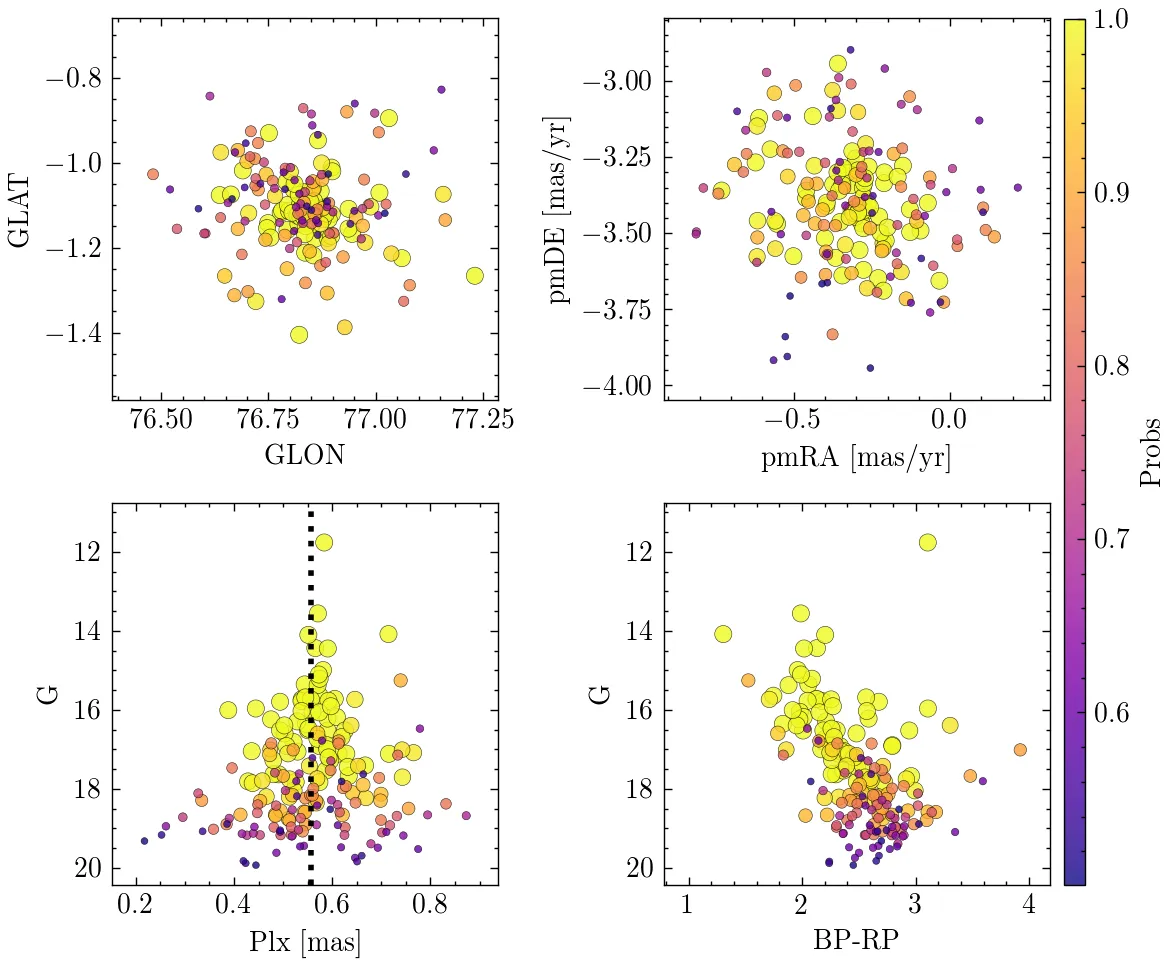 −0.8
−1.0
−1.2
−1.4
GLAT
76.50 76.75 77.00 77.25
GLON
−3.00
−3.25
−3.50
−3.75
−4.00
pmDE [mas/yr]
−0.5 0.0
pmRA [mas/yr]
1.0
0.9
0.8
0.7
0.6
Probs
12
14
16
18
20
G
0.2 0.4 0.6 0.8
Plx [mas]
12
14
16
18
20
G
1 2 3 4
BP-RP